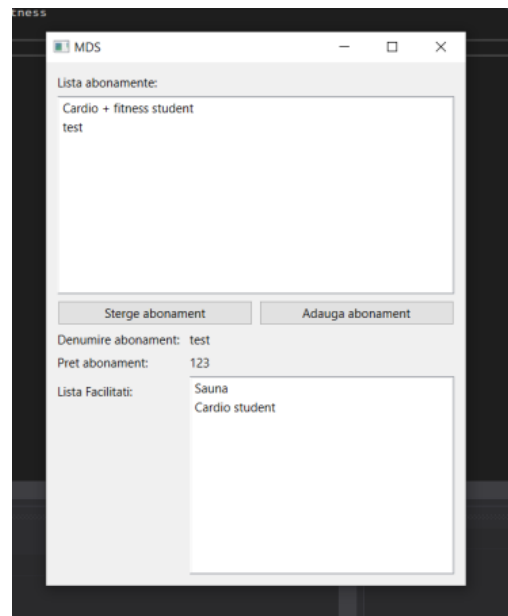 tness
MDS
Lista abonamente:
Cardio + fitness student
test
Sterge abonament Adauga abonament
Denumire abonament: test
Pret abonament: 123
Lista Facilitati: Sauna
Cardio student